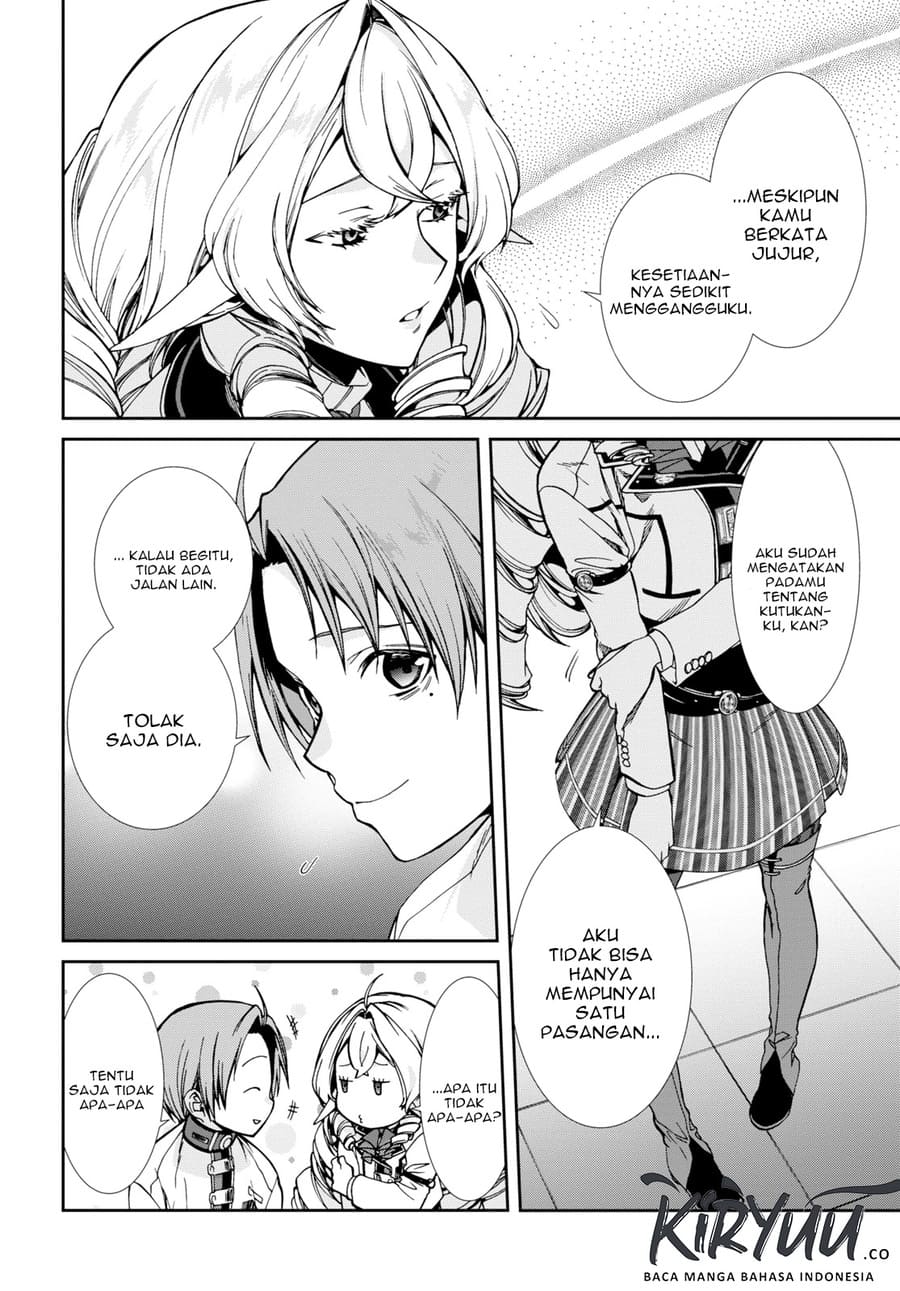 ...MESKIPUN
KAMU
BERKATA
JUJUR,
KESETIAAN-
NYA SEDIKIT
MENGGANGGUKU.
AKU SUDAH
MENGATAKAN
PADAMU
TENTANG
KUTUKAN-
KU, KAN?
AKU
TIDAK BISA
HANYA
MEMPUNYAI
SATU
PASANGAN...
... KALAU BEGITU,
TIDAK ADA
JALAN LAIN.
TOLAK
SAJA DIA.
...APA ITU
TIDAK
APA-APA?
TENTU
SAJA TIDAK
APA-APA
KIRYUU.CO
BACA MANGA BAHASA INDONESIA